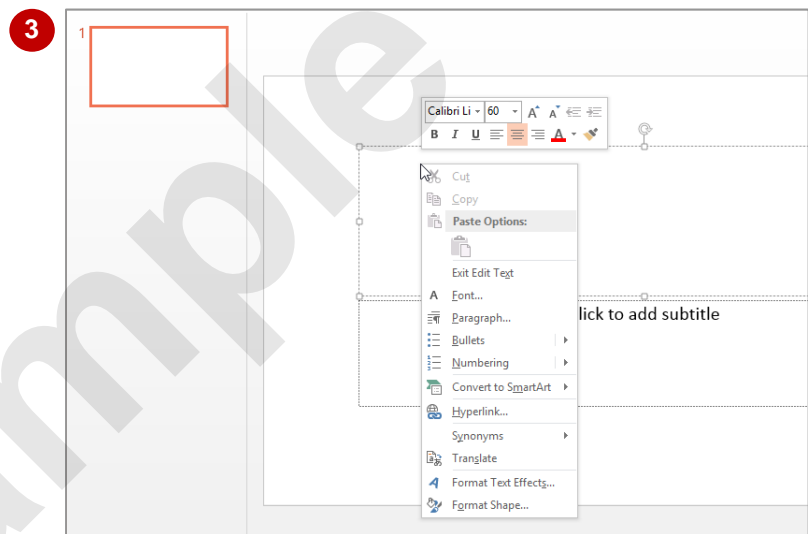 3
1
Calibri Li 60 A A
B I U A
Cut
Copy
Paste Options:
Exit Edit Text
A Font...
Paragraph...
Bullets
Numbering
Convert to SmartArt
Hyperlink...
Synonyms
Translate
A Format Text Effects...
Format Shape...
lick to add subtitle
ample